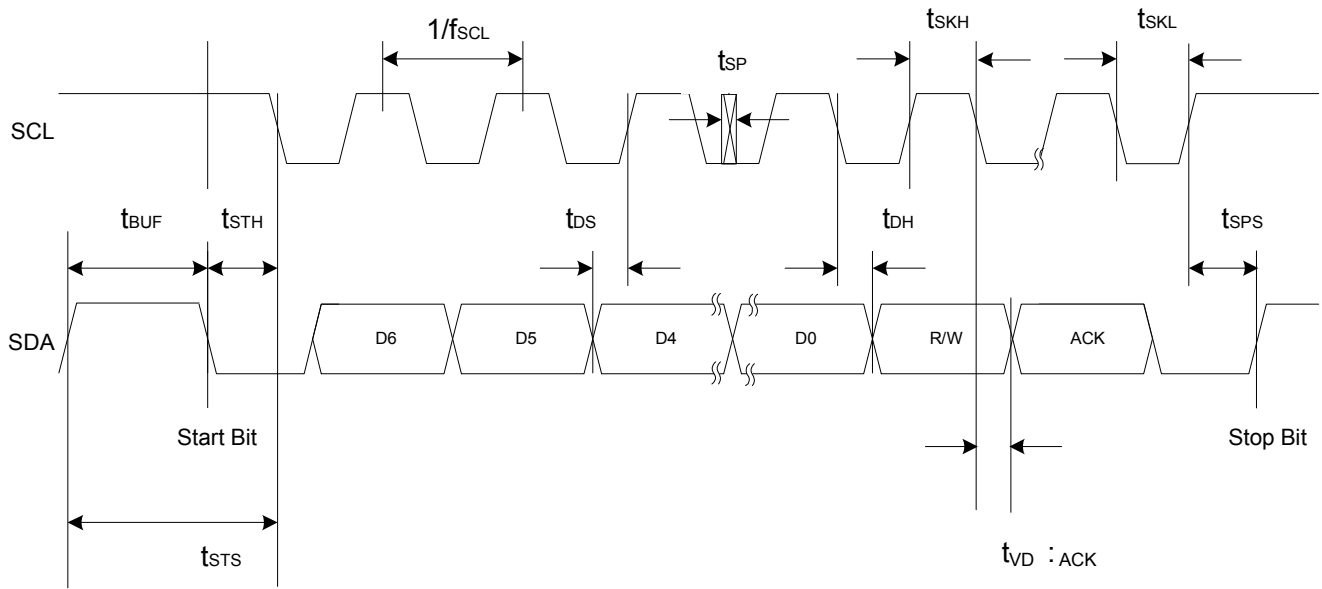 tSKH tSKL
1/fSCL
tSP
SCL
tBUF tSTH tDS tDH tSPS
SDA D6 D5 D4 D0 R/W ACK
Start Bit Stop Bit
tSTS tVD :ACK